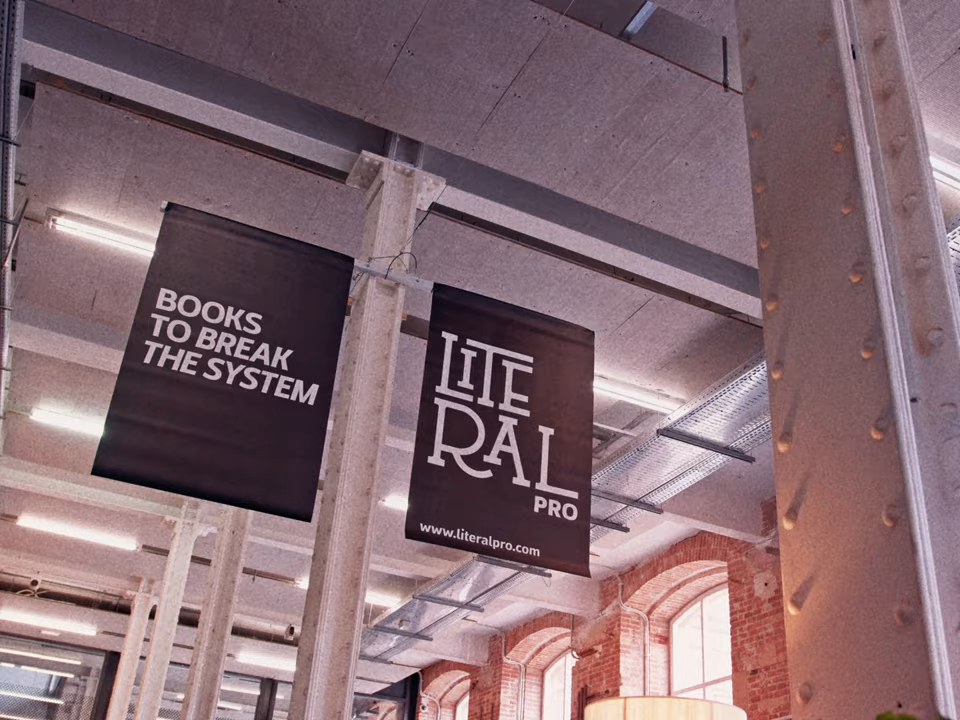 BOOKS
TO BREAK
THE SYSTEM
LITE
RAL
PRO
www.literalpro.com